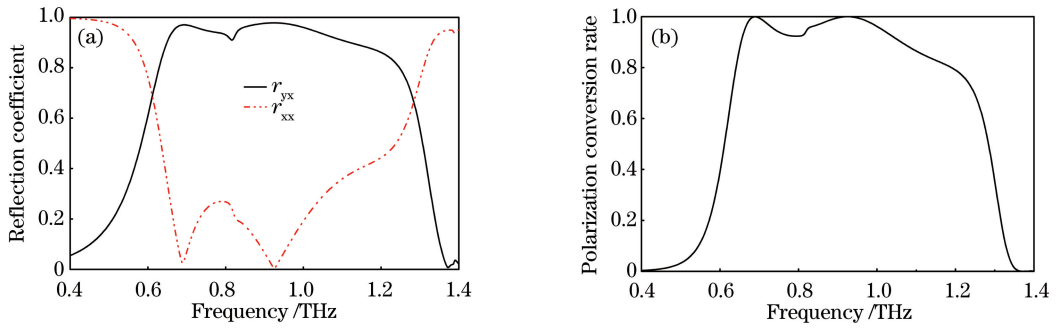 (a)
Reflection coefficient
1.0
0.8
0.6
0.4
0.2
0
r_yx
r_xx
0.4 0.6 0.8 1.0 1.2 1.4
Frequency /THz
(b)
Polarization conversion rate
1.0
0.8
0.6
0.4
0.2
0
0.4 0.6 0.8 1.0 1.2 1.4
Frequency /THz